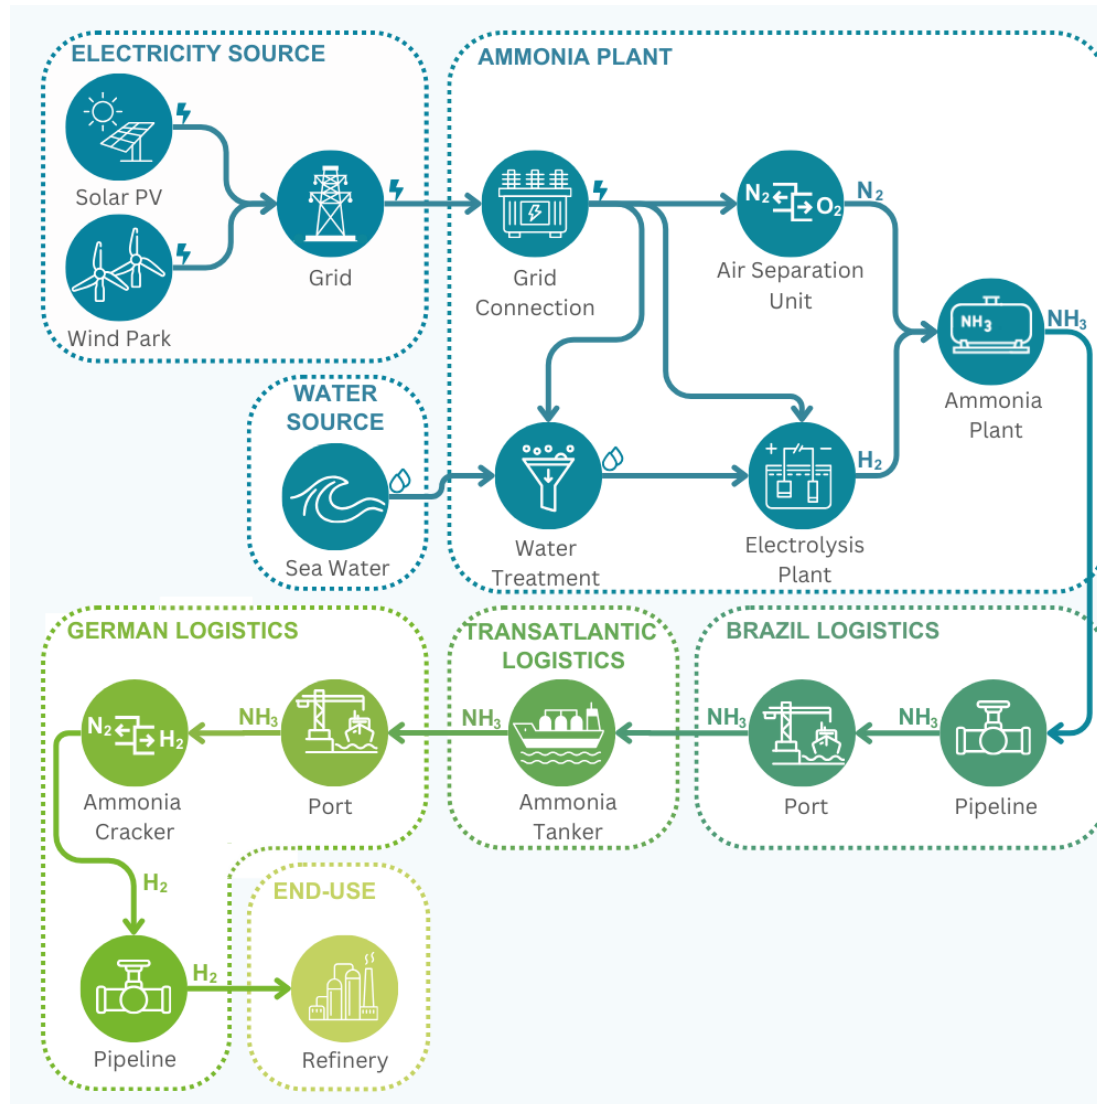 ELECTRICITY SOURCE
Solar PV
Wind Park
Grid
AMMONIA PLANT
Grid
Connection
N₂
O₂
N₂
Air Separation
Unit
NH₃
NH₃
Ammonia
Plant
WATER
SOURCE
Sea Water
Water
Treatment
+ −
H₂
Electrolysis
Plant
BRAZIL LOGISTICS
Pipeline
NH₃
Port
NH₃
TRANSATLANTIC
LOGISTICS
Ammonia
Tanker
NH₃
GERMAN LOGISTICS
Port
NH₃
N₂
H₂
Ammonia
Cracker
H₂
Pipeline
H₂
END-USE
Refinery